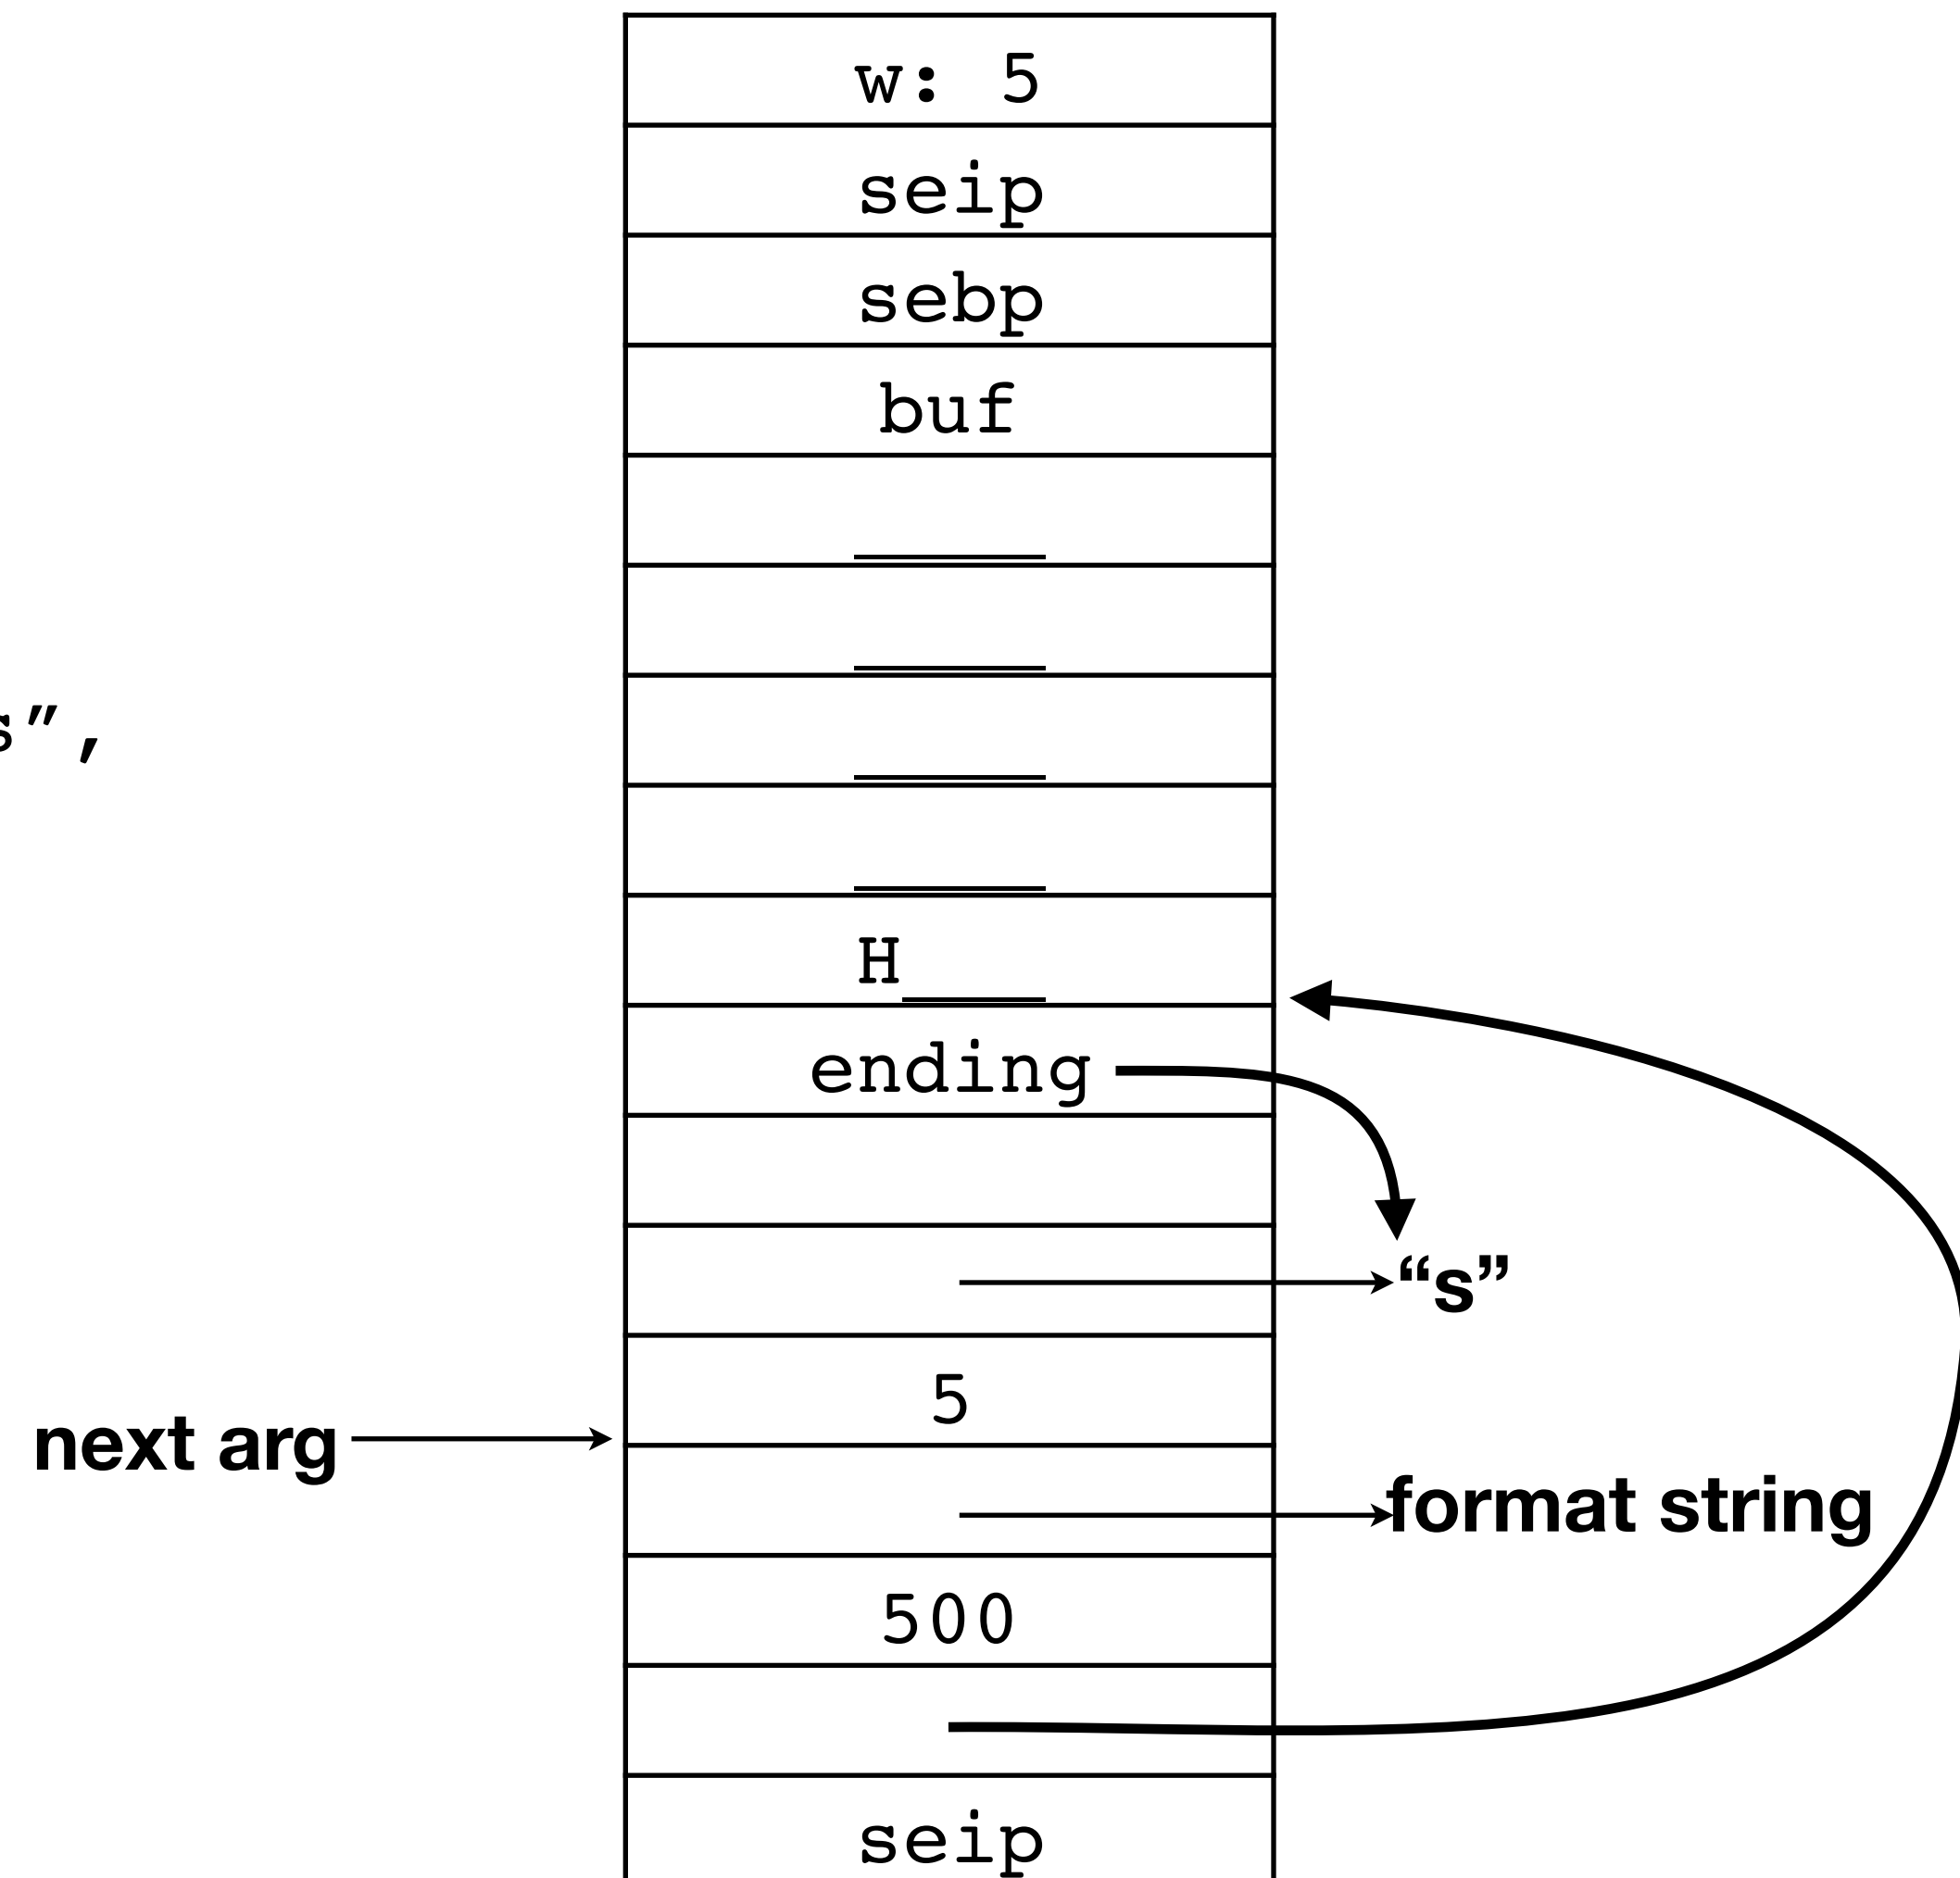 w: 5
seip
sebp
buf
____
____
s”,
____
____
H___
ending
“s”
5
next arg
format string
500
seip